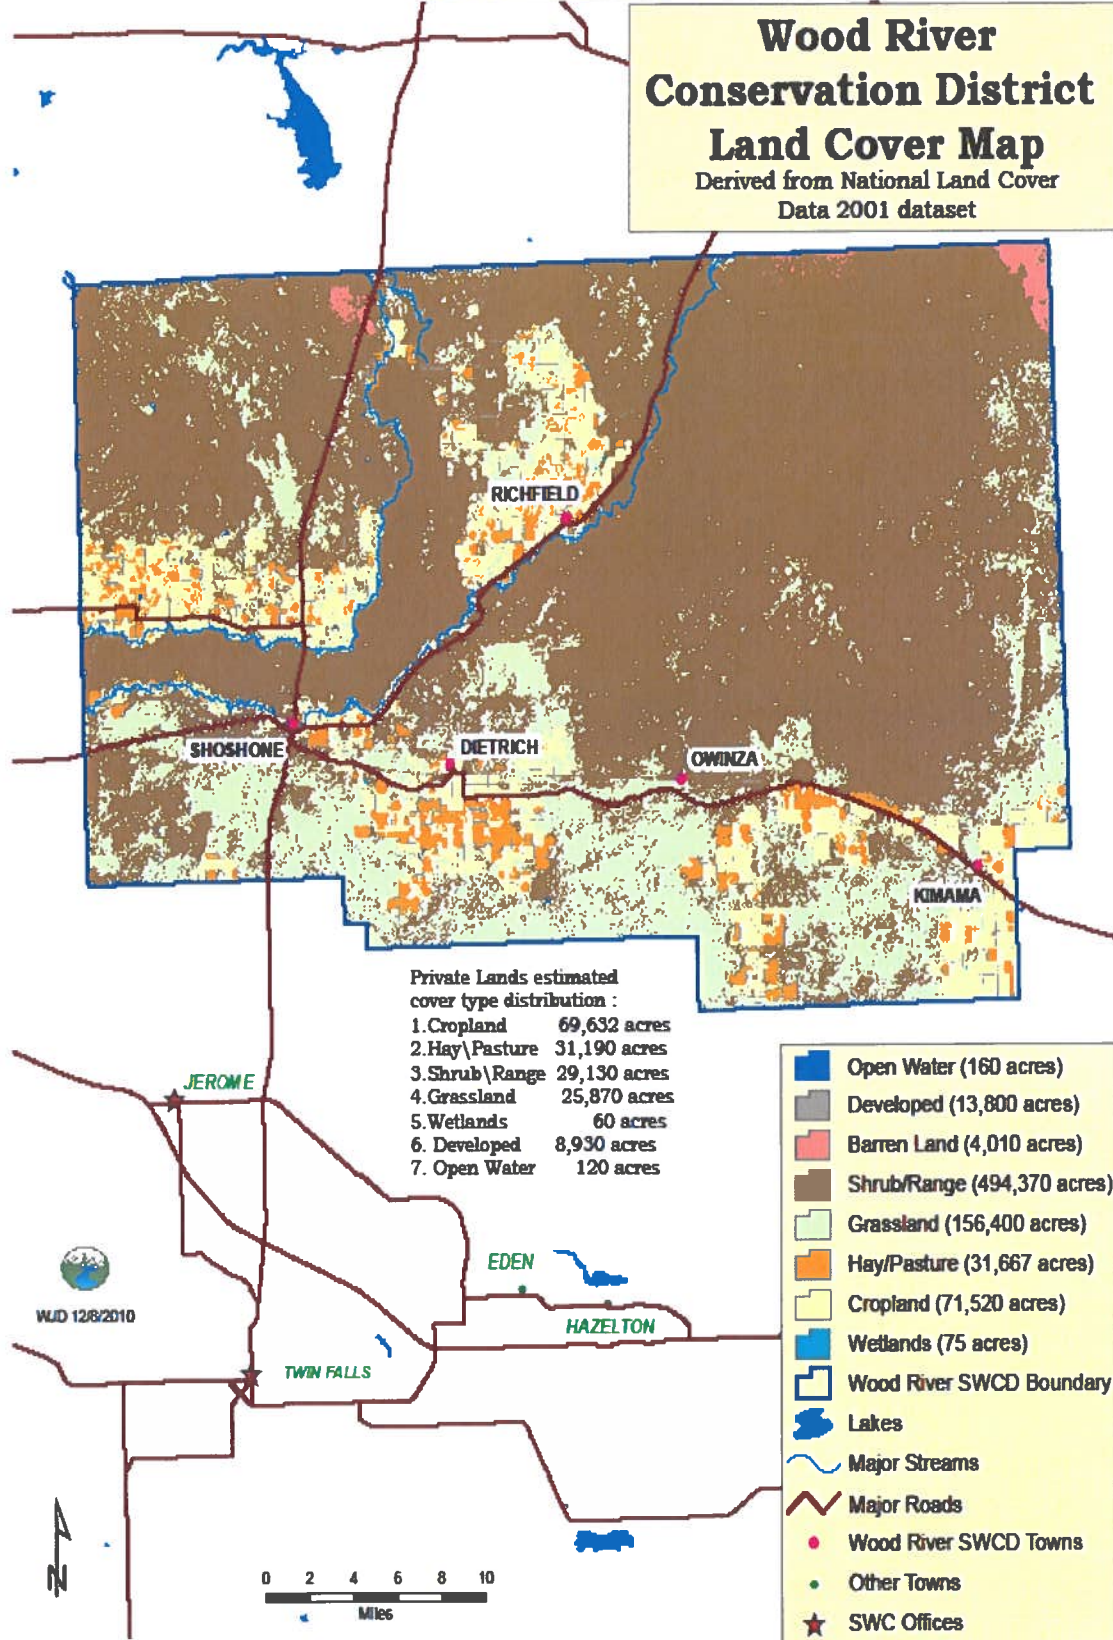 Wood River
Conservation District
Land Cover Map
Derived from National Land Cover
Data 2001 dataset
RICHFIELD
SHOSHONE
DIETRICH
OWINZA
KIMAMA
Private Lands estimated
cover type distribution :
1.Cropland 69,632 acres
2.Hay\Pasture 31,190 acres
3.Shrub\Range 29,130 acres
4.Grassland 25,870 acres
5.Wetlands 60 acres
6. Developed 8,930 acres
7. Open Water 120 acres
JEROME
EDEN
HAZELTON
TWIN FALLS
WJD 12/8/2010
Open Water (160 acres)
Developed (13,800 acres)
Barren Land (4,010 acres)
Shrub/Range (494,370 acres)
Grassland (156,400 acres)
Hay/Pasture (31,667 acres)
Cropland (71,520 acres)
Wetlands (75 acres)
Wood River SWCD Boundary
Lakes
Major Streams
Major Roads
Wood River SWCD Towns
Other Towns
SWC Offices
N
0 2 4 6 8 10
Miles